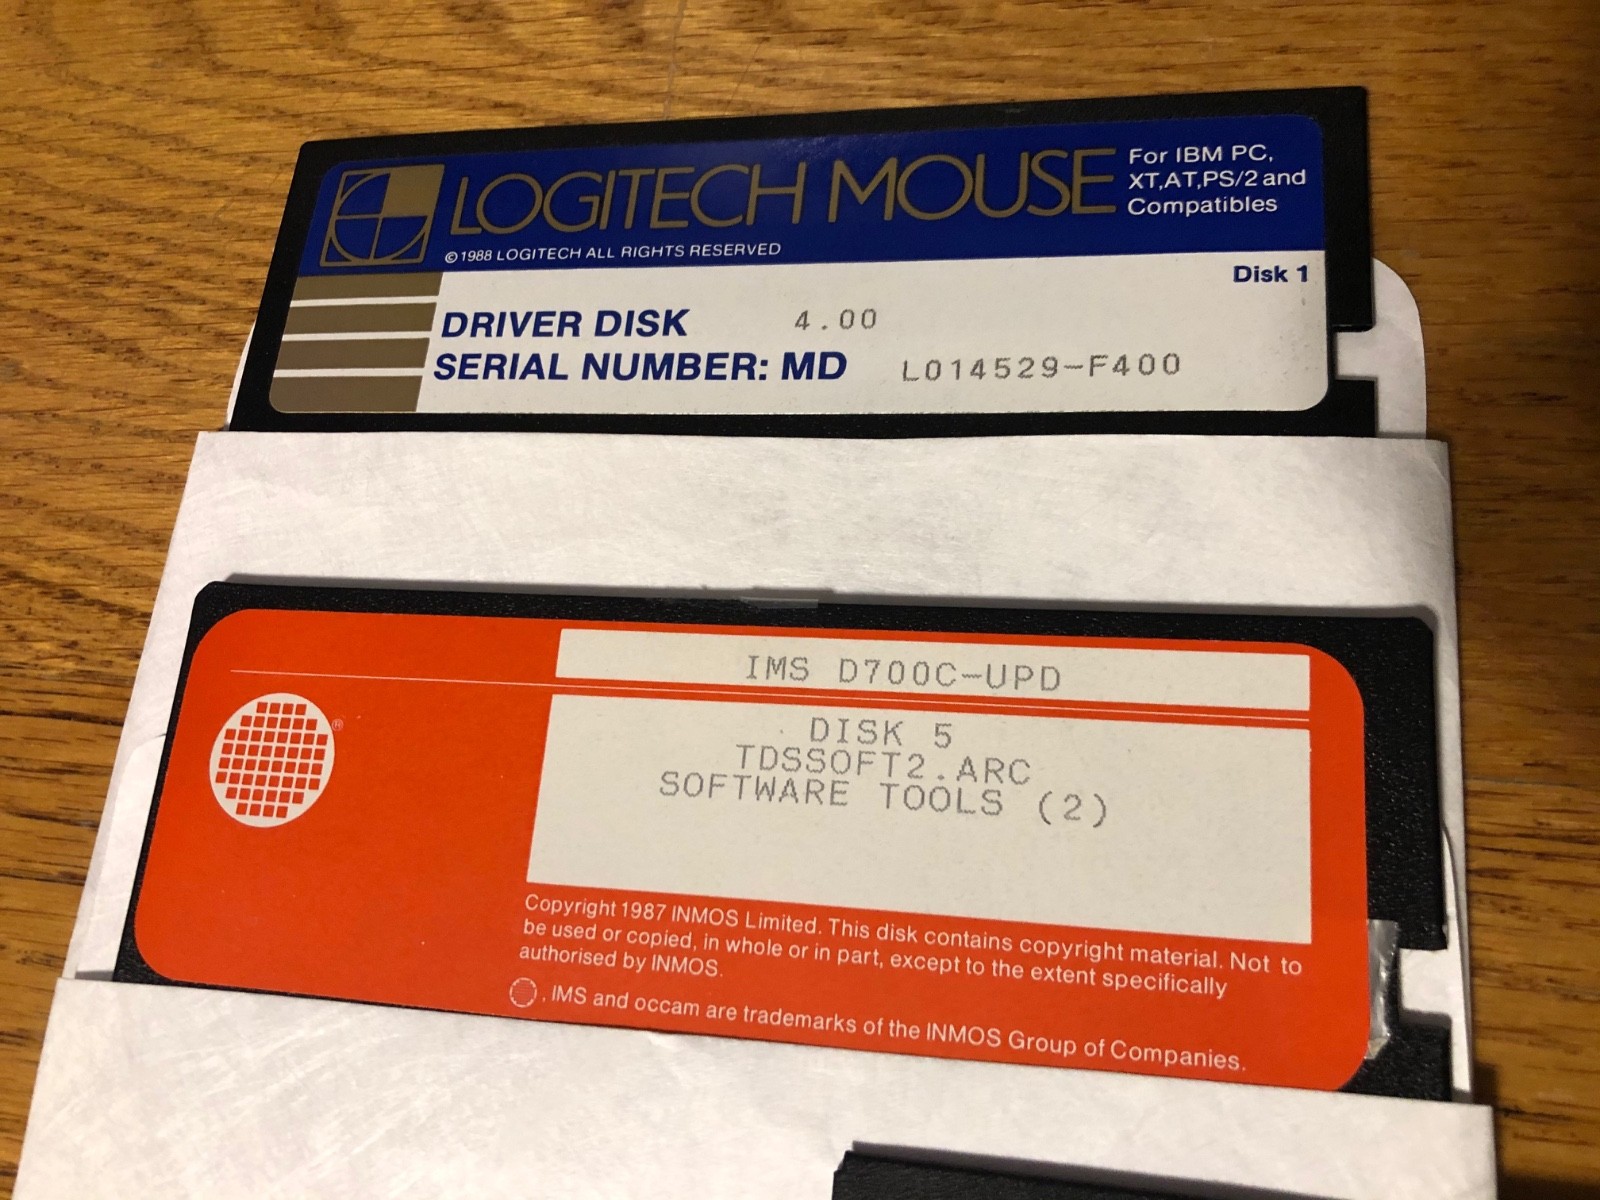 LOGITECH MOUSE
For IBM PC,
XT,AT,PS/2 and
Compatibles
©1988 LOGITECH ALL RIGHTS RESERVED
Disk 1
DRIVER DISK 4.00
SERIAL NUMBER: MD L014529-F400
IMS D700C-UPD
®
DISK 5
TDSSOFT2.ARC
SOFTWARE TOOLS (2)
Copyright 1987 INMOS Limited. This disk contains copyright material. Not to
be used or copied, in whole or in part, except to the extent specifically
authorised by INMOS.
, IMS and occam are trademarks of the INMOS Group of Companies.